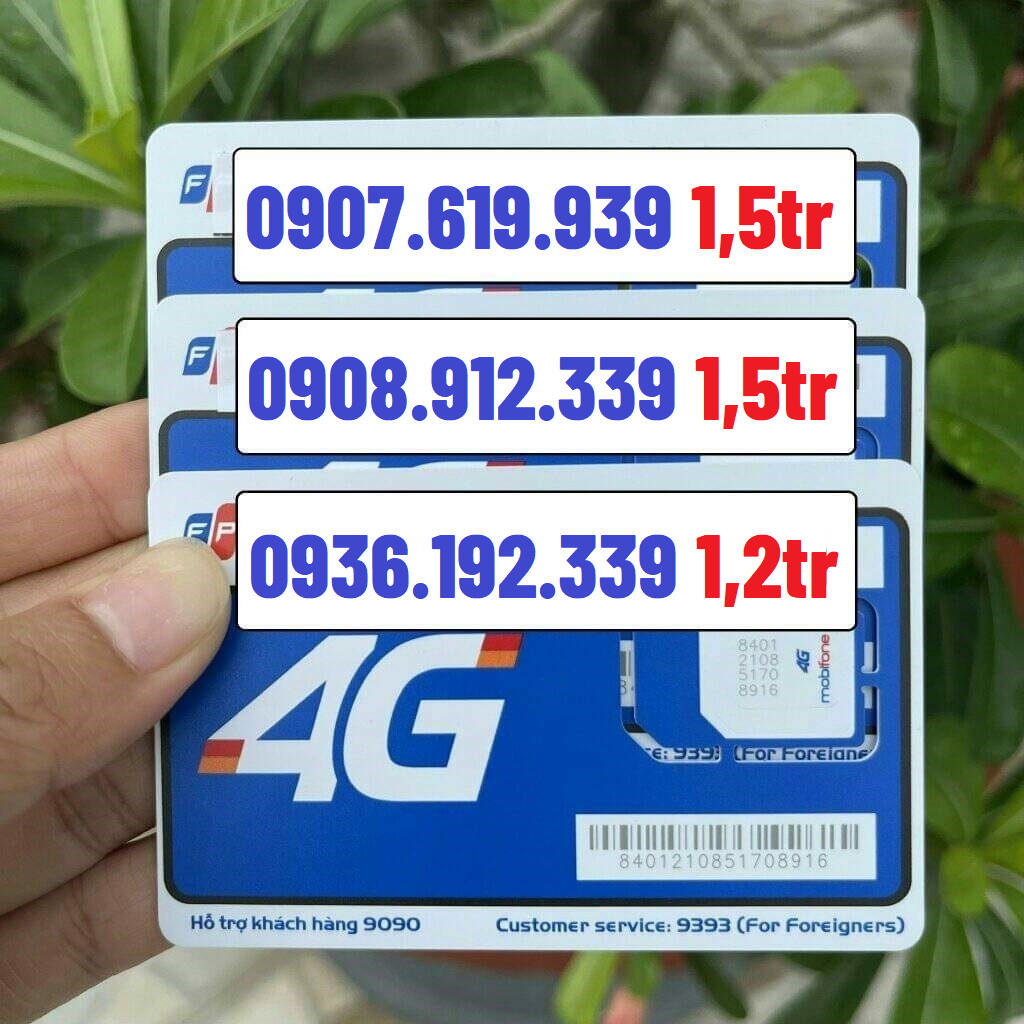 F
0907.619.939 1,5tr
F
0908.912.339 1,5tr
F P
0936.192.339 1,2tr
4G
8401
2108
5170
8916
4G
mobifone
(For Foreigne
8401210851708916
Hỗ trợ khách hàng 9090
Customer service: 9393 (For Foreigners)